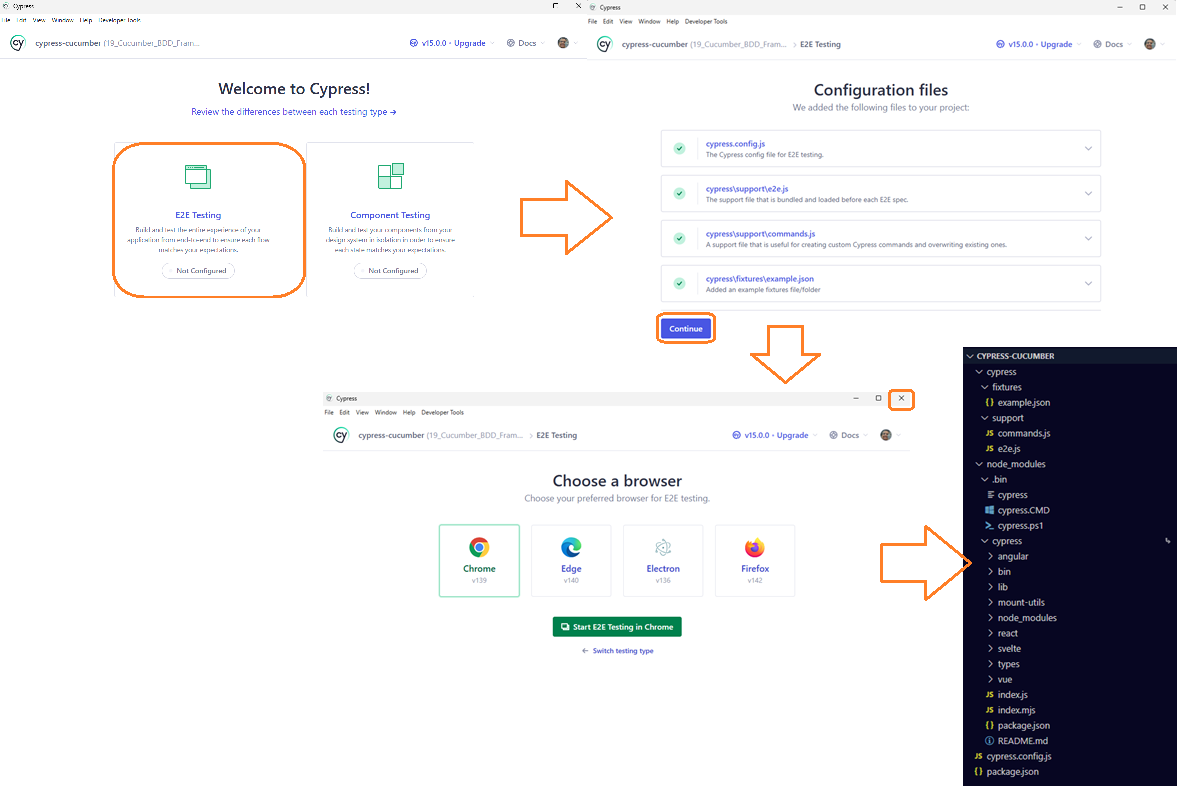 Cypress
File Edit View Window Help Developer Tools
cy cypress-cucumber (19_Cucumber_BDD_Fram... v15.0.0 • Upgrade Docs
Welcome to Cypress!
Review the differences between each testing type →
E2E Testing
Build and test the entire experience of your
application from end-to-end to ensure each flow
matches your expectations.
Not Configured
Component Testing
Build and test your components from your
design system in isolation in order to ensure
each state matches your expectations.
Not Configured
Cypress
File Edit View Window Help Developer Tools
cy cypress-cucumber (19_Cucumber_BDD_Fram... > E2E Testing v15.0.0 • Upgrade Docs
Configuration files
We added the following files to your project:
cypress.config.js
The Cypress config file for E2E testing.
cypress\support\e2e.js
The support file that is bundled and loaded before each E2E spec.
cypress\support\commands.js
A support file that is useful for creating custom Cypress commands and overwriting existing ones.
cypress\fixtures\example.json
Added an example fixtures file/folder
Continue
Cypress
File Edit View Window Help Developer Tools
cy cypress-cucumber (19_Cucumber_BDD_Fram... > E2E Testing v15.0.0 • Upgrade Docs
Choose a browser
Choose your preferred browser for E2E testing.
Chrome
v139
Edge
v140
Electron
v136
Firefox
v142
Start E2E Testing in Chrome
← Switch testing type
CYPRESS-CUCUMBER
cypress
fixtures
{} example.json
support
JS commands.js
JS e2e.js
node_modules
.bin
cypress
cypress.CMD
cypress.ps1
cypress
angular
bin
lib
mount-utils
node_modules
react
svelte
types
vue
JS index.js
JS index.mjs
{} package.json
README.md
JS cypress.config.js
{} package.json